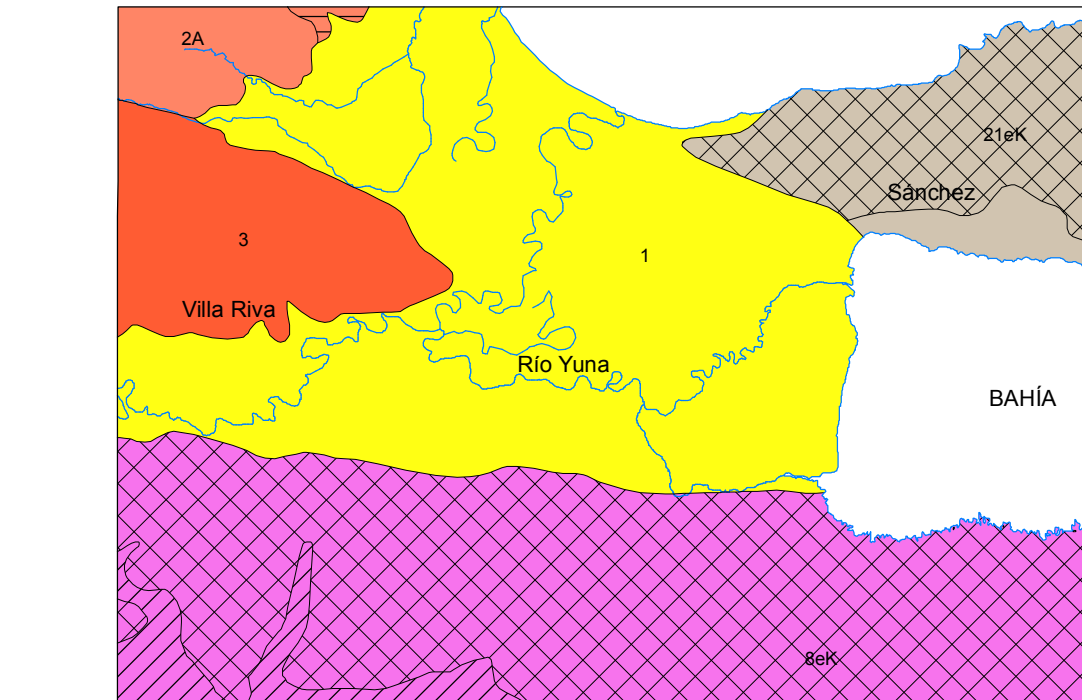 2A
21eK
Sánchez
3
1
Villa Riva
Río Yuna
BAHÍA
8eK